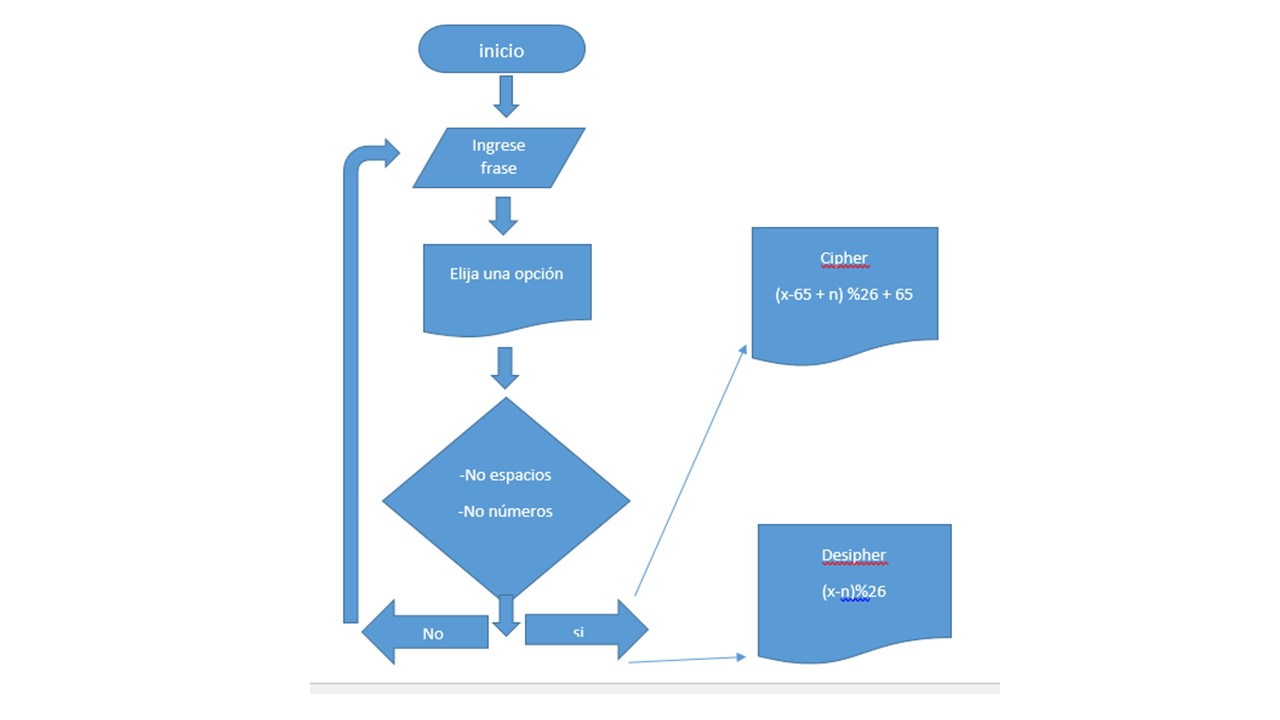 inicio
Ingrese
frase
Elija una opción
-No espacios
-No números
No
si
Cipher
(x-65 + n) %26 + 65
Desipher
(x-n)%26